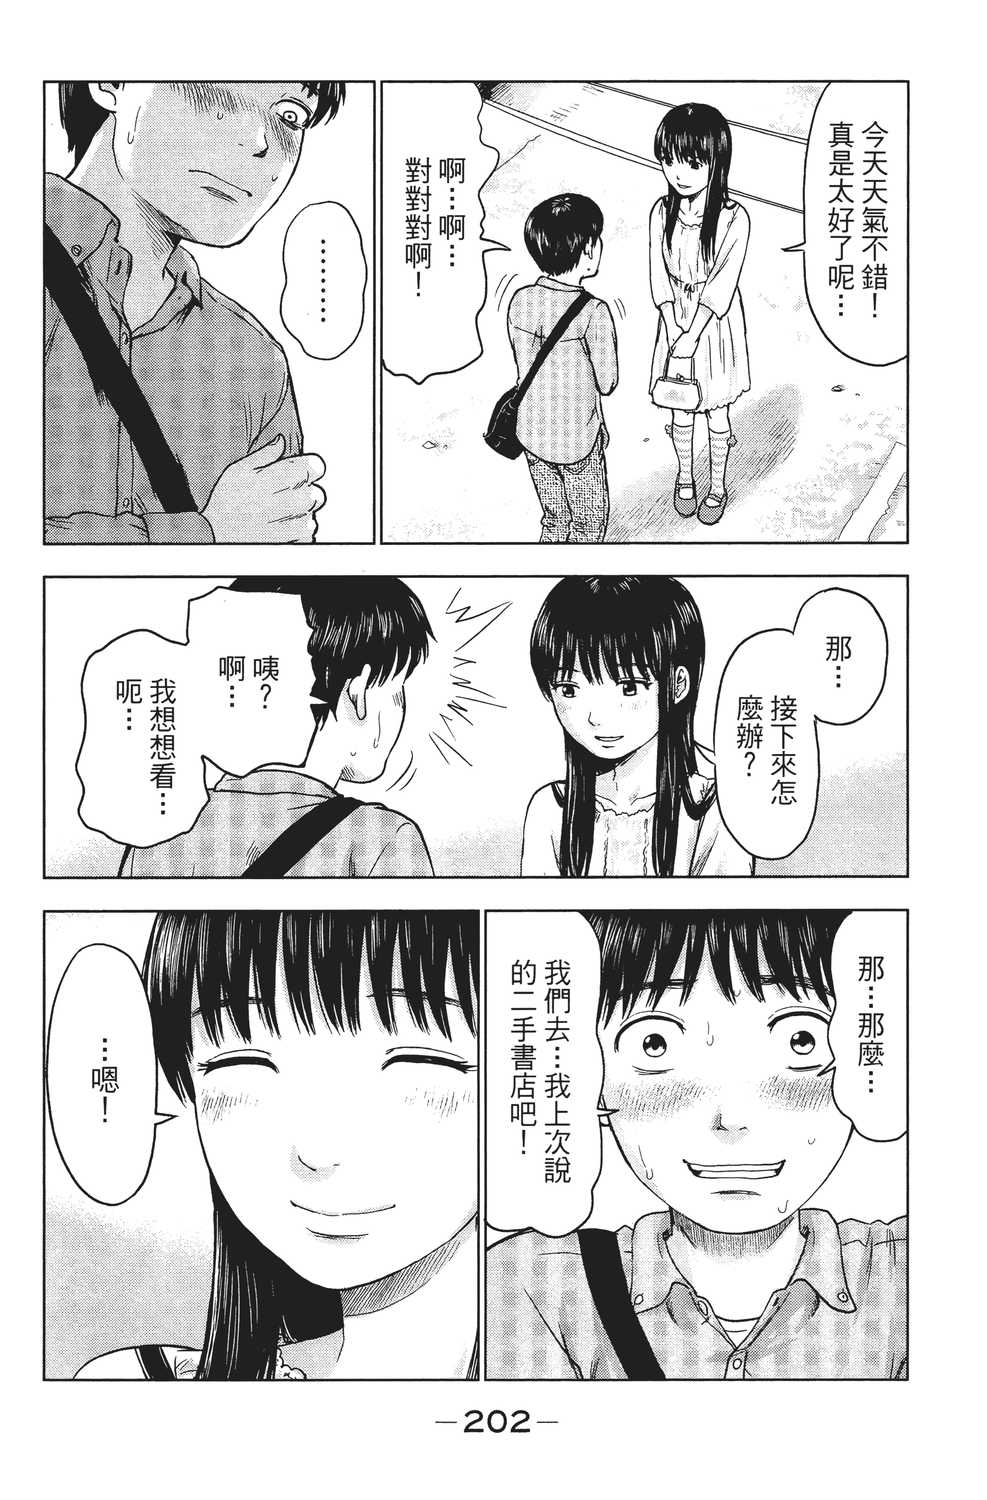 今天天氣不錯！
真是太好了呢…
啊…啊…
對對對啊！
………
那…
接下來怎
麼辦？
咦？
啊…
我想想看…
呃…
那…那麼…
我們去…我上次說
的二手書店吧！
…嗯！
—202—